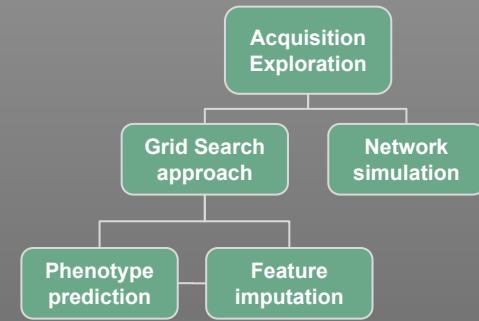 Acquisition
Exploration
Grid Search
approach
Network
simulation
Phenotype
prediction
Feature
imputation